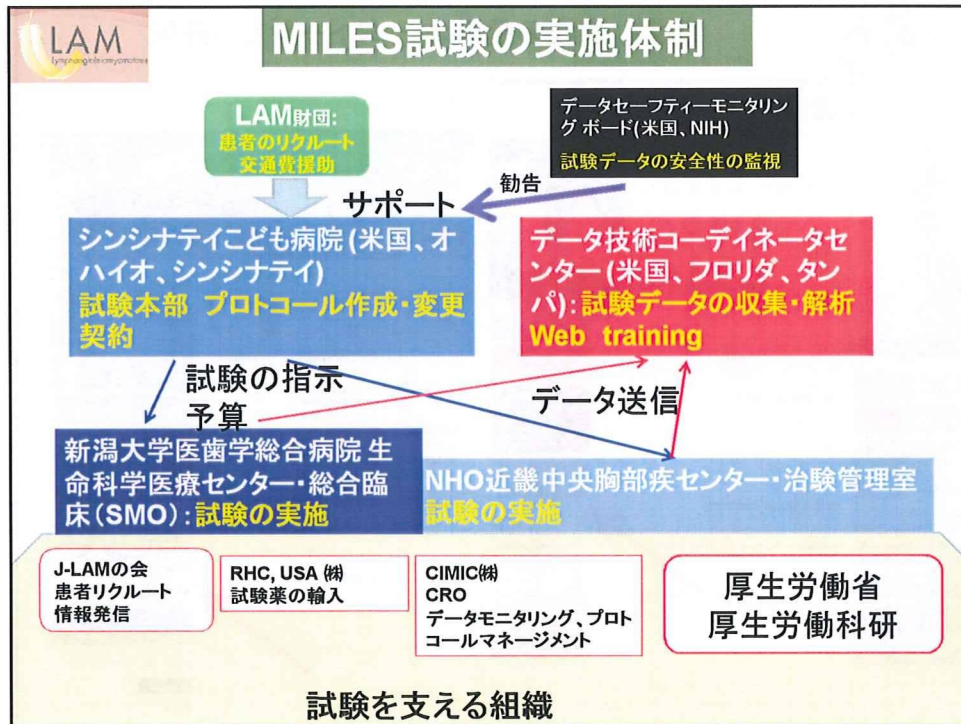 LAM
Lymphangioleiomyomatosis
MILES試験の実施体制
LAM財団:
患者のリクルート
交通費援助
データセーフティーモニタリン
グ ボード(米国、NIH)
試験データの安全性の監視
勧告
サポート
シンシナテイこども病院 (米国、オ
ハイオ、シンシナテイ)
試験本部 プロトコール作成・変更
契約
データ技術コーデイネータセ
ンター (米国、フロリダ、タン
パ):試験データの収集・解析
Web training
試験の指示
予算
データ送信
新潟大学医歯学総合病院 生
命科学医療センター・総合臨
床(SMO):試験の実施
NHO近畿中央胸部疾センター・治験管理室
試験の実施
J-LAMの会
患者リクルート
情報発信
RHC, USA ㈱
試験薬の輸入
CIMIC㈱
CRO
データモニタリング、プロト
コールマネージメント
厚生労働省
厚生労働科研
試験を支える組織